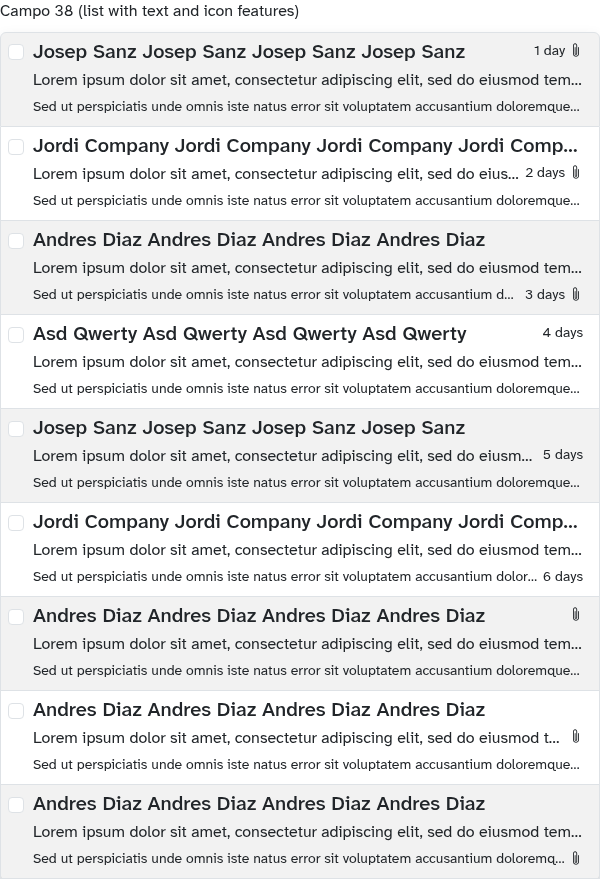 Campo 38 (list with text and icon features)
Josep Sanz Josep Sanz Josep Sanz Josep Sanz 1 day
Lorem ipsum dolor sit amet, consectetur adipiscing elit, sed do eiusmod tem...
Sed ut perspiciatis unde omnis iste natus error sit voluptatem accusantium doloremque...
Jordi Company Jordi Company Jordi Company Jordi Comp...
Lorem ipsum dolor sit amet, consectetur adipiscing elit, sed do eius... 2 days
Sed ut perspiciatis unde omnis iste natus error sit voluptatem accusantium doloremque...
Andres Diaz Andres Diaz Andres Diaz Andres Diaz
Lorem ipsum dolor sit amet, consectetur adipiscing elit, sed do eiusmod tem...
Sed ut perspiciatis unde omnis iste natus error sit voluptatem accusantium d... 3 days
Asd Qwerty Asd Qwerty Asd Qwerty Asd Qwerty 4 days
Lorem ipsum dolor sit amet, consectetur adipiscing elit, sed do eiusmod tem...
Sed ut perspiciatis unde omnis iste natus error sit voluptatem accusantium doloremque...
Josep Sanz Josep Sanz Josep Sanz Josep Sanz
Lorem ipsum dolor sit amet, consectetur adipiscing elit, sed do eiusm... 5 days
Sed ut perspiciatis unde omnis iste natus error sit voluptatem accusantium doloremque...
Jordi Company Jordi Company Jordi Company Jordi Comp...
Lorem ipsum dolor sit amet, consectetur adipiscing elit, sed do eiusmod tem...
Sed ut perspiciatis unde omnis iste natus error sit voluptatem accusantium dolor... 6 days
Andres Diaz Andres Diaz Andres Diaz Andres Diaz
Lorem ipsum dolor sit amet, consectetur adipiscing elit, sed do eiusmod tem...
Sed ut perspiciatis unde omnis iste natus error sit voluptatem accusantium doloremque...
Andres Diaz Andres Diaz Andres Diaz Andres Diaz
Lorem ipsum dolor sit amet, consectetur adipiscing elit, sed do eiusmod t...
Sed ut perspiciatis unde omnis iste natus error sit voluptatem accusantium doloremque...
Andres Diaz Andres Diaz Andres Diaz Andres Diaz
Lorem ipsum dolor sit amet, consectetur adipiscing elit, sed do eiusmod tem...
Sed ut perspiciatis unde omnis iste natus error sit voluptatem accusantium doloremq...